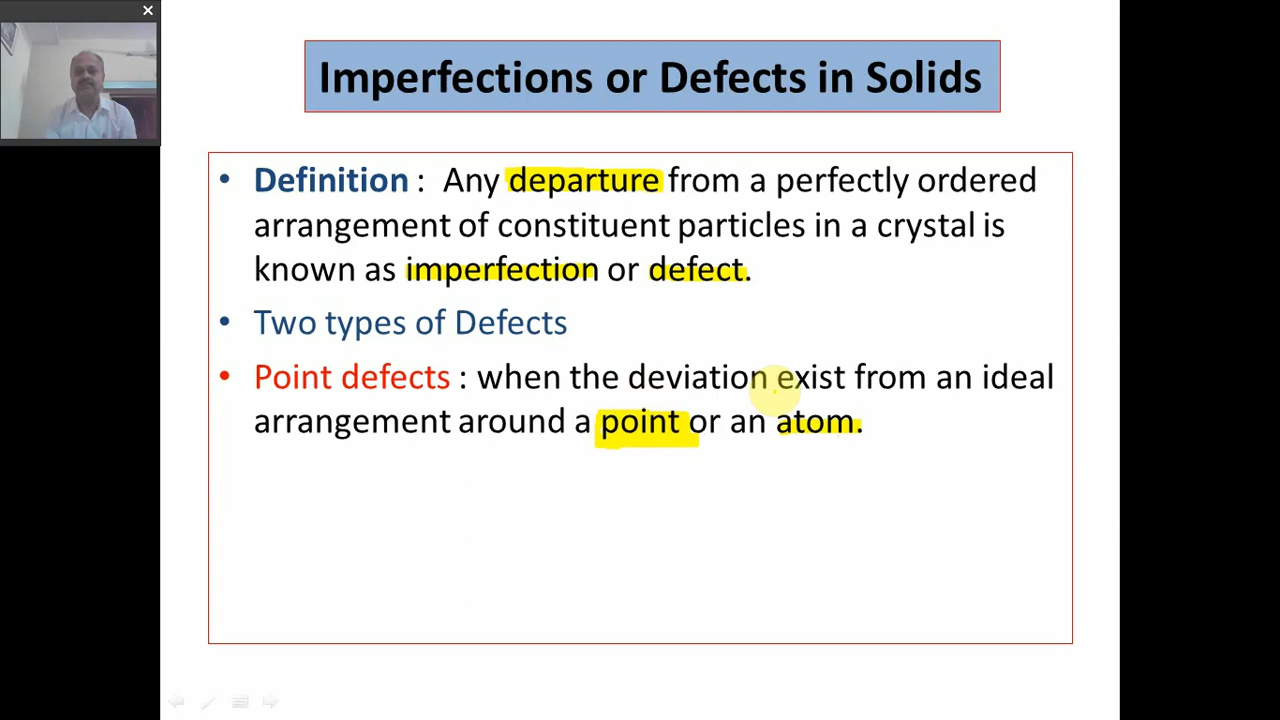 Imperfections or Defects in Solids
• Definition : Any departure from a perfectly ordered
arrangement of constituent particles in a crystal is
known as imperfection or defect.
• Two types of Defects
• Point defects : when the deviation exist from an ideal
arrangement around a point or an atom.